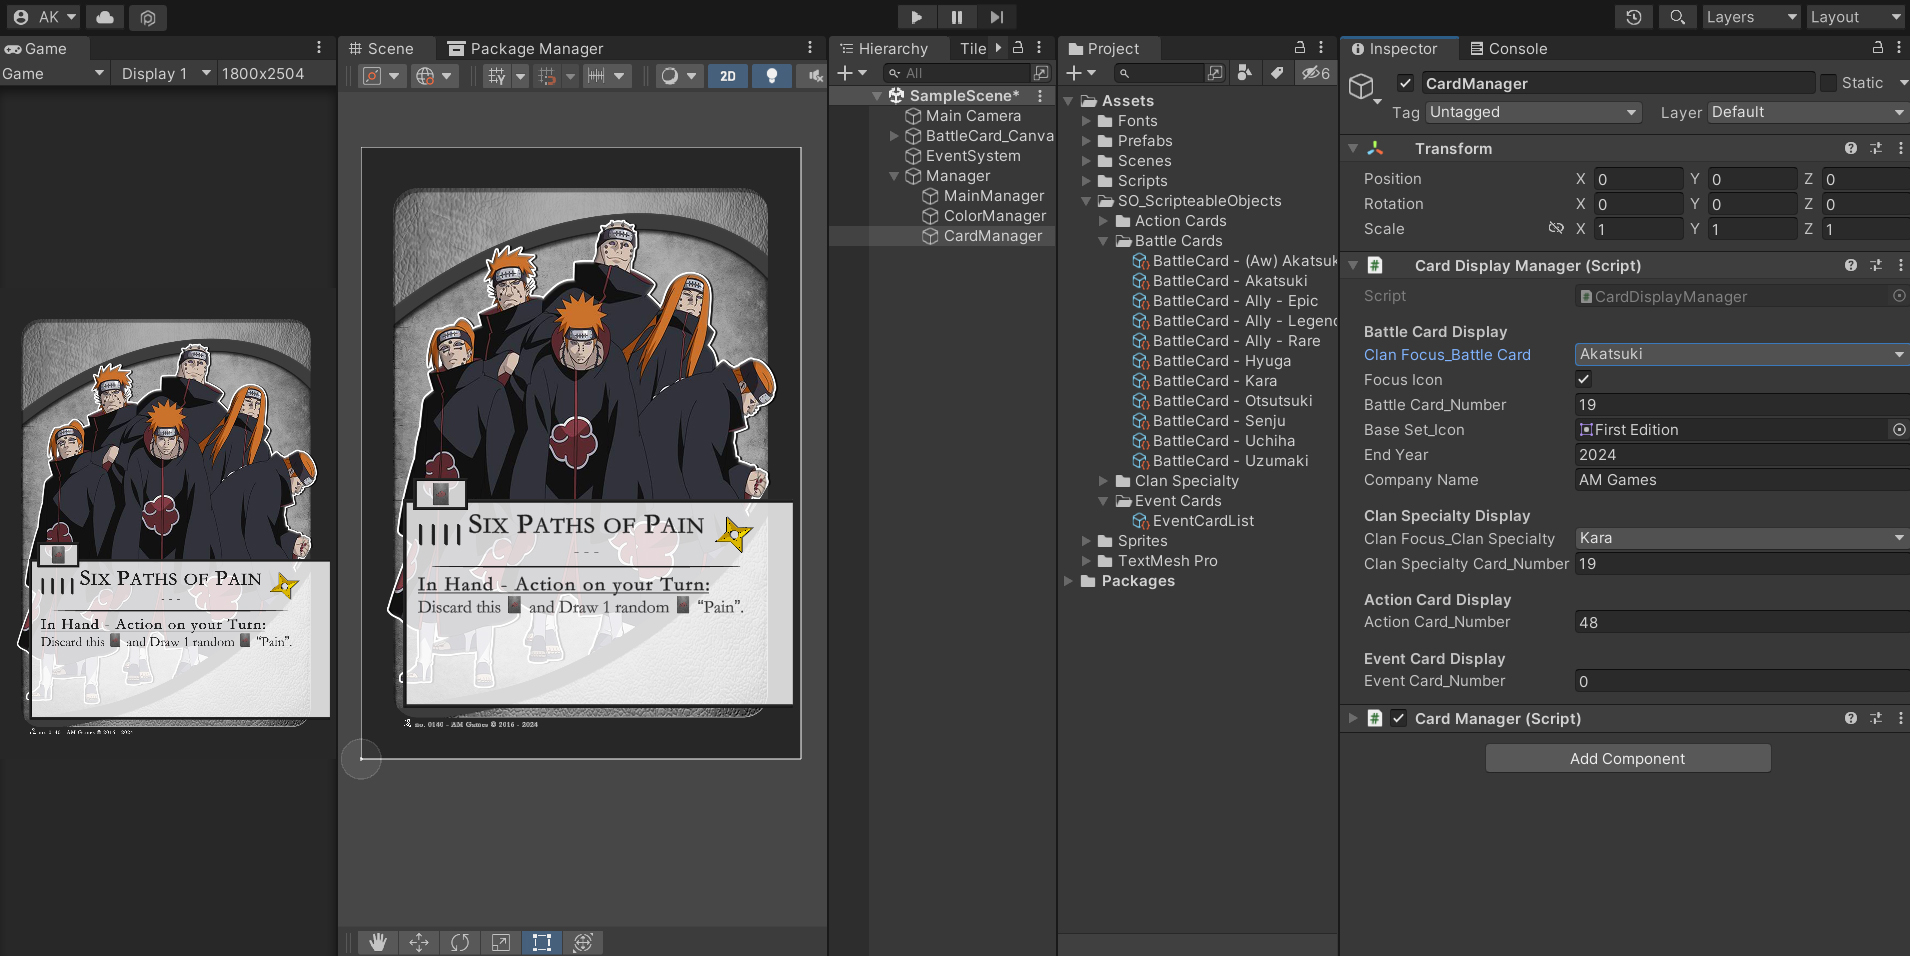 AK
Layers
Layout
Game
Scene
Package Manager
Hierarchy
Tile
Project
Inspector
Console
Game
Display 1
1800x2504
2D
All
6
CardManager
Static
Tag
Untagged
Layer
Default
SampleScene*
Main Camera
BattleCard_Canva
EventSystem
Manager
MainManager
ColorManager
CardManager
Assets
Fonts
Prefabs
Scenes
Scripts
SO_ScripteableObjects
Action Cards
Battle Cards
BattleCard - (Aw) Akatsuk
BattleCard - Akatsuki
BattleCard - Ally - Epic
BattleCard - Ally - Legend
BattleCard - Ally - Rare
BattleCard - Hyuga
BattleCard - Kara
BattleCard - Otsutsuki
BattleCard - Senju
BattleCard - Uchiha
BattleCard - Uzumaki
Clan Specialty
Event Cards
EventCardList
Sprites
TextMesh Pro
Packages
Transform
Position X 0 Y 0 Z 0
Rotation X 0 Y 0 Z 0
Scale X 1 Y 1 Z 1
Card Display Manager (Script)
Script
CardDisplayManager
Battle Card Display
Clan Focus_Battle Card
Akatsuki
Focus Icon
Battle Card_Number
19
Base Set_Icon
First Edition
End Year
2024
Company Name
AM Games
Clan Specialty Display
Clan Focus_Clan Specialty
Kara
Clan Specialty Card_Number
19
Action Card Display
Action Card_Number
48
Event Card Display
Event Card_Number
0
Card Manager (Script)
Add Component
Six Paths of Pain
- - -
In Hand - Action on your Turn:
Discard this and Draw 1 random "Pain".
Six Paths of Pain
- - -
In Hand - Action on your Turn:
Discard this and Draw 1 random "Pain".
no. 0140 - AM Games © 2016 - 2024